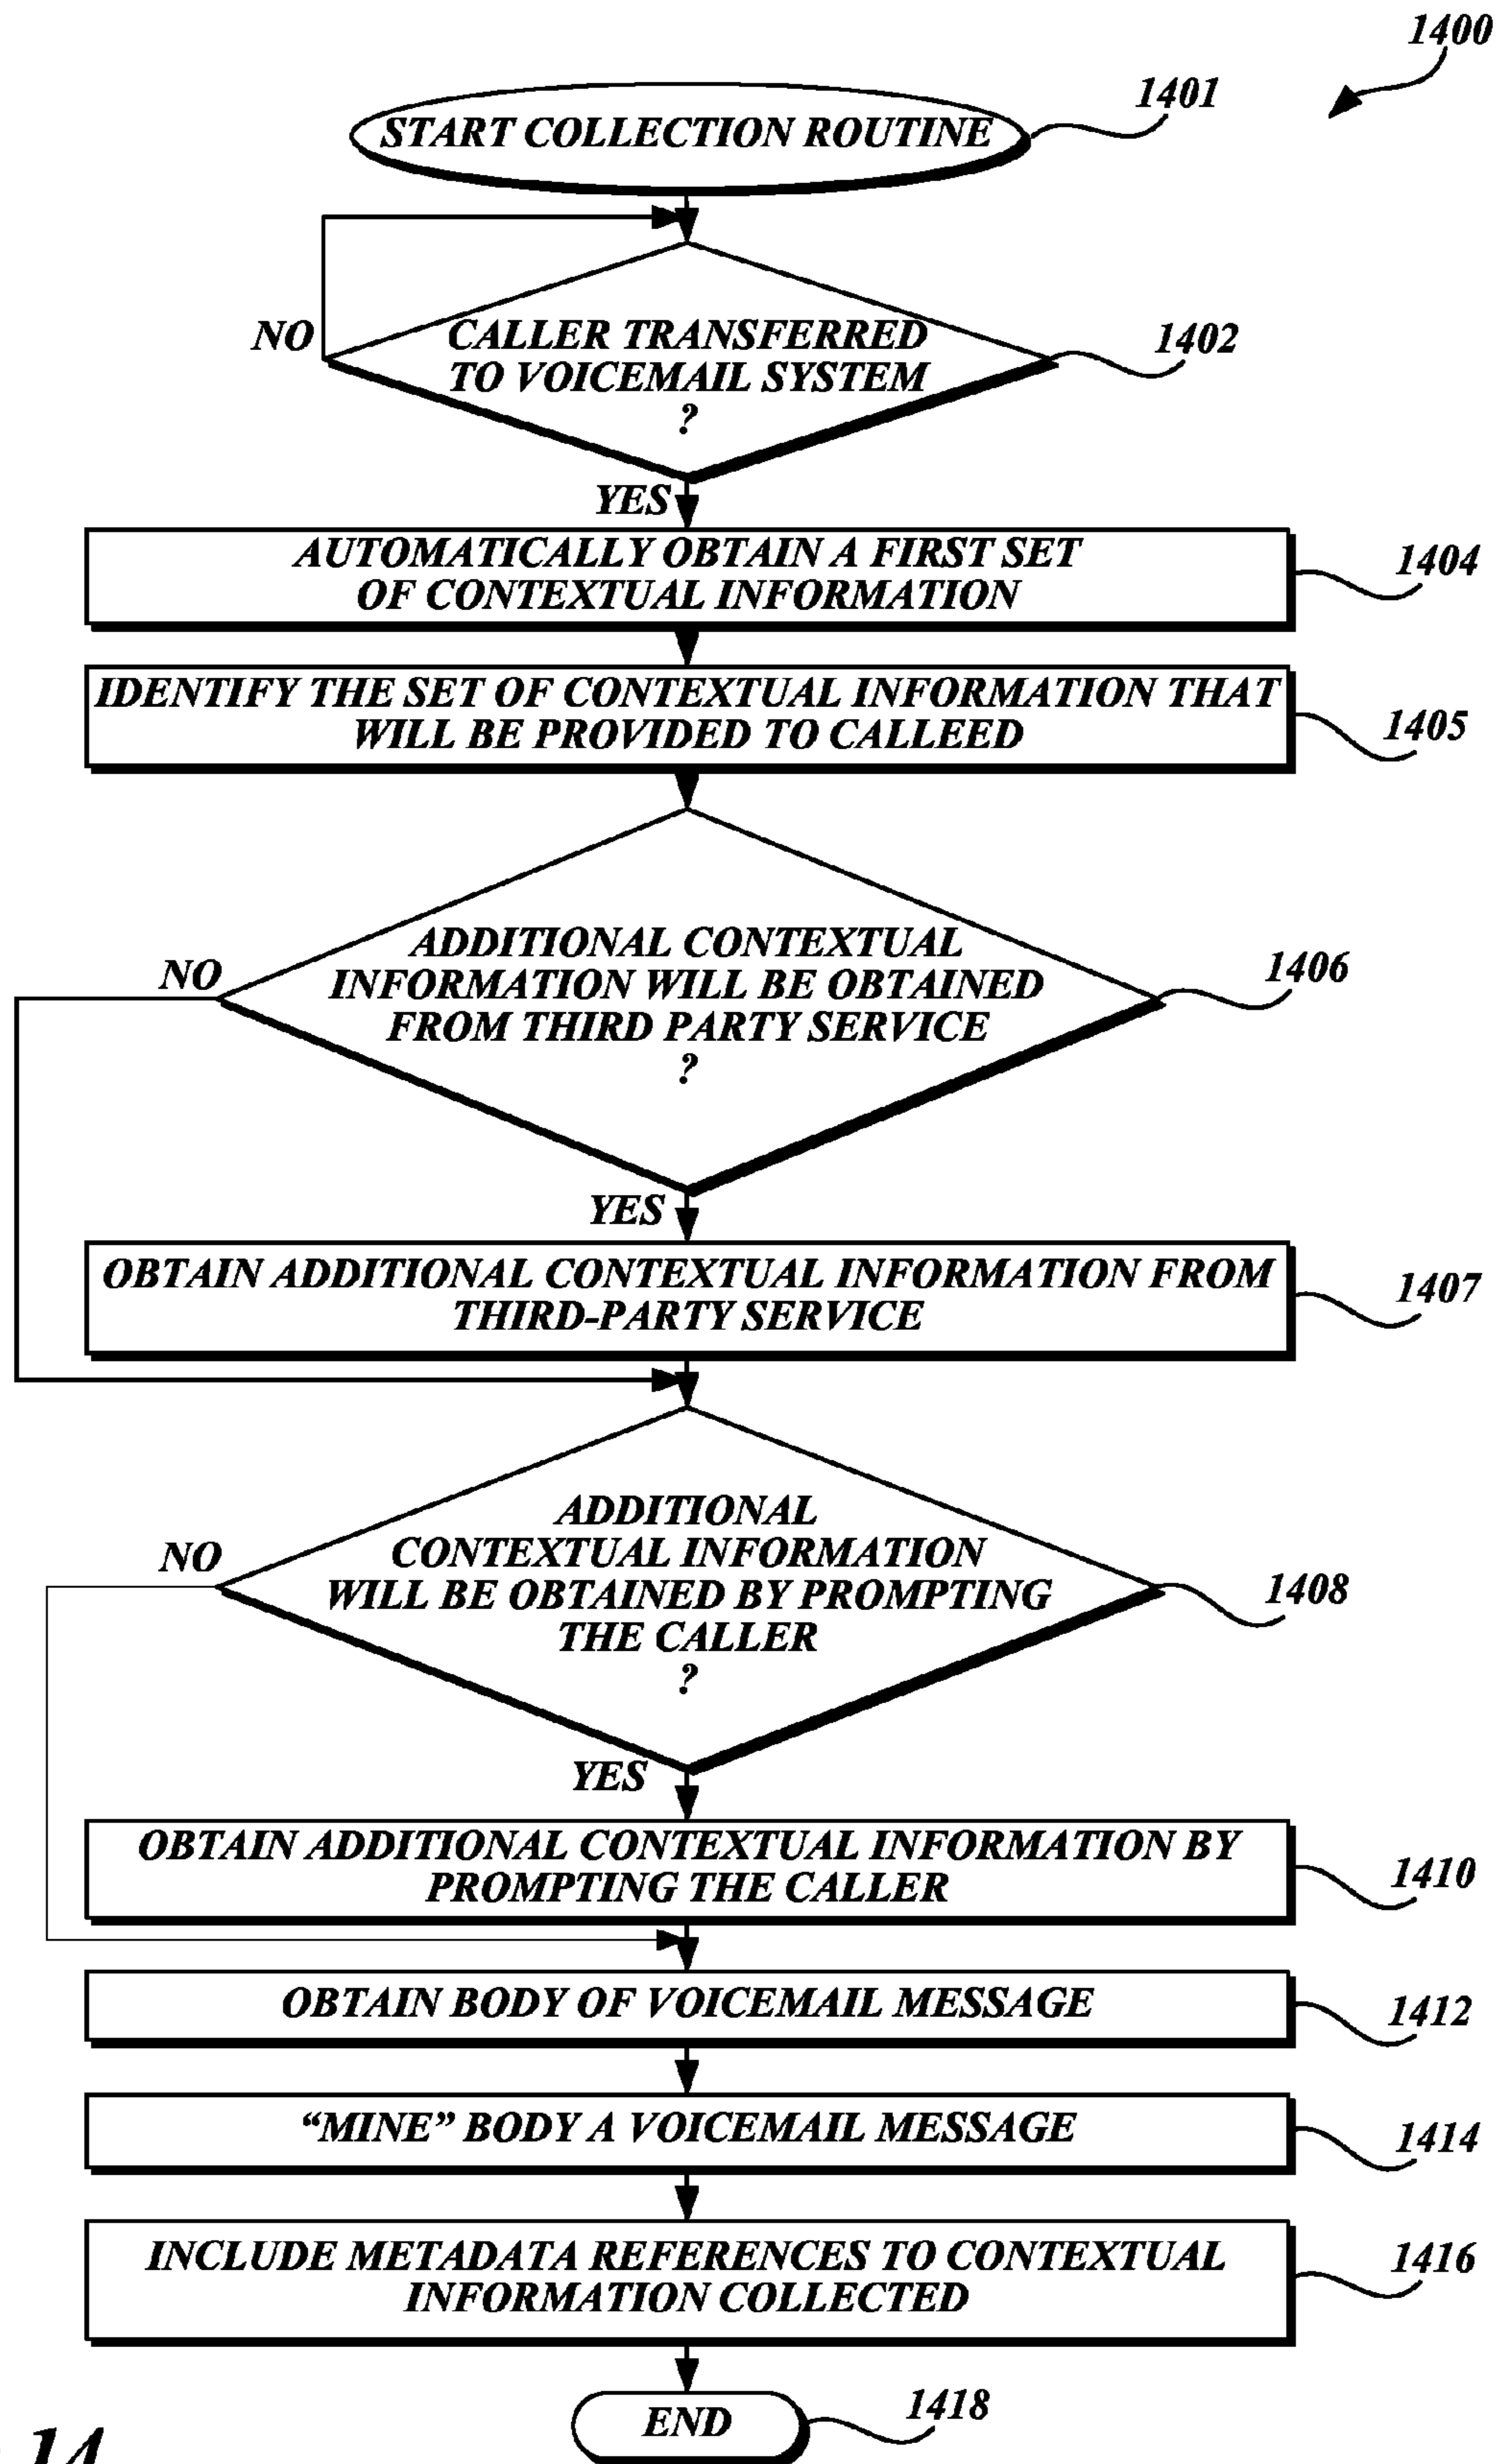 1400
START COLLECTION ROUTINE
1401
NO
CALLER TRANSFERRED
TO VOICEMAIL SYSTEM
?
1402
YES
AUTOMATICALLY OBTAIN A FIRST SET
OF CONTEXTUAL INFORMATION
1404
IDENTIFY THE SET OF CONTEXTUAL INFORMATION THAT
WILL BE PROVIDED TO CALLEED
1405
NO
ADDITIONAL CONTEXTUAL
INFORMATION WILL BE OBTAINED
FROM THIRD PARTY SERVICE
?
1406
YES
OBTAIN ADDITIONAL CONTEXTUAL INFORMATION FROM
THIRD-PARTY SERVICE
1407
NO
ADDITIONAL
CONTEXTUAL INFORMATION
WILL BE OBTAINED BY PROMPTING
THE CALLER
?
1408
YES
OBTAIN ADDITIONAL CONTEXTUAL INFORMATION BY
PROMPTING THE CALLER
1410
OBTAIN BODY OF VOICEMAIL MESSAGE
1412
“MINE” BODY A VOICEMAIL MESSAGE
1414
INCLUDE METADATA REFERENCES TO CONTEXTUAL
INFORMATION COLLECTED
1416
END
1418
14